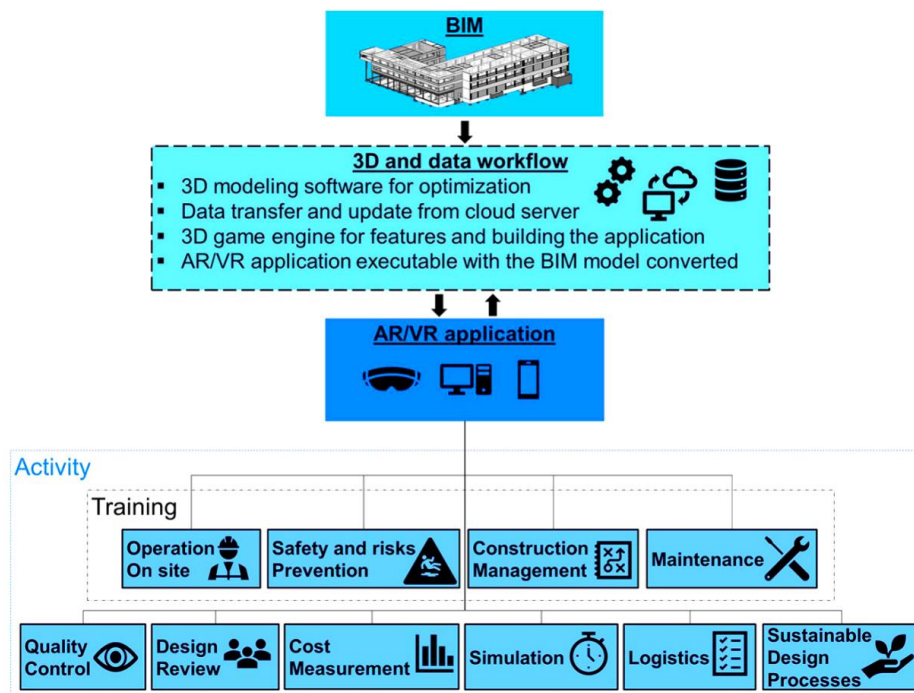 BIM
3D and data workflow
▪ 3D modeling software for optimization
▪ Data transfer and update from cloud server
▪ 3D game engine for features and building the application
▪ AR/VR application executable with the BIM model converted
AR/VR application
Activity
Training
Operation
On site
Safety and risks
Prevention
Construction
Management
Maintenance
Quality
Control
Design
Review
Cost
Measurement
Simulation
Logistics
Sustainable
Design
Processes